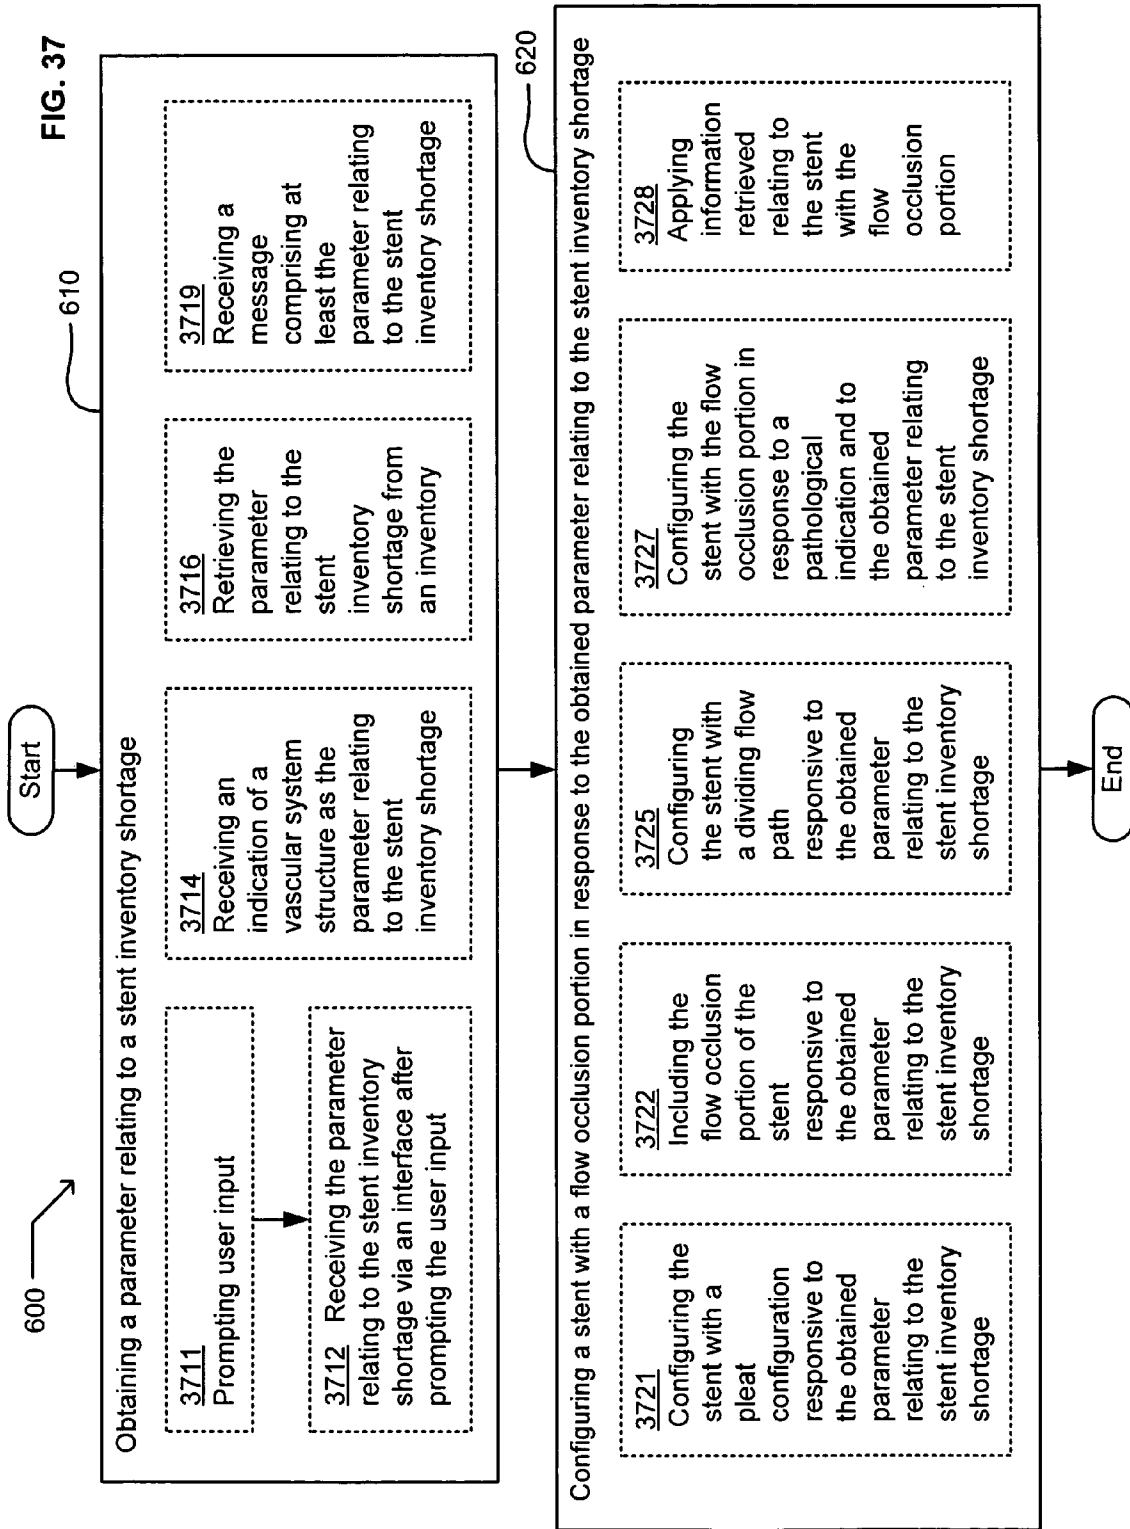 FIG. 37
600
Start
610
Obtaining a parameter relating to a stent inventory shortage
3711
Prompting user input
3712 Receiving the parameter
relating to the stent inventory
shortage via an interface after
prompting the user input
3714
Receiving an
indication of a
vascular system
structure as the
parameter relating
to the stent
inventory shortage
3716
Retrieving the
parameter
relating to the
stent
inventory
shortage from
an inventory
3719
Receiving a
message
comprising at
least the
parameter relating
to the stent
inventory shortage
620
Configuring a stent with a flow occlusion portion in response to the obtained parameter relating to the stent inventory shortage
3721
Configuring the
stent with a
pleat
configuration
responsive to
the obtained
parameter
relating to the
stent inventory
shortage
3722
Including the
flow occlusion
portion of the
stent
responsive to
the obtained
parameter
relating to the
stent inventory
shortage
3725
Configuring
the stent with
a dividing flow
path
responsive to
the obtained
parameter
relating to the
stent inventory
shortage
3727
Configuring the
stent with the flow
occlusion portion in
response to a
pathological
indication and to
the obtained
parameter relating
to the stent
inventory shortage
3728
Applying
information
retrieved
relating to
the stent
with the
flow
occlusion
portion
End